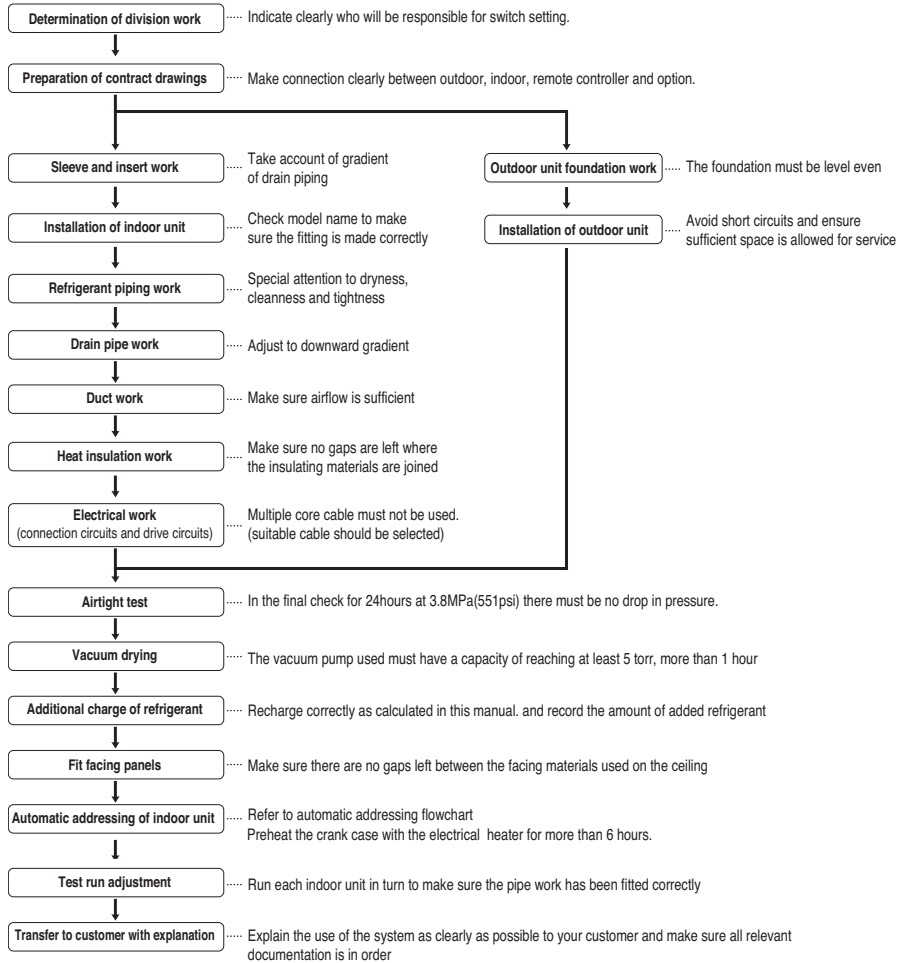 Determination of division work
Indicate clearly who will be responsible for switch setting.
Preparation of contract drawings
Make connection clearly between outdoor, indoor, remote controller and option.
Sleeve and insert work
Take account of gradient
of drain piping
Outdoor unit foundation work
The foundation must be level even
Installation of indoor unit
Check model name to make
sure the fitting is made correctly
Installation of outdoor unit
Avoid short circuits and ensure
sufficient space is allowed for service
Refrigerant piping work
Special attention to dryness,
cleanness and tightness
Drain pipe work
Adjust to downward gradient
Duct work
Make sure airflow is sufficient
Heat insulation work
Make sure no gaps are left where
the insulating materials are joined
Electrical work
(connection circuits and drive circuits)
Multiple core cable must not be used.
(suitable cable should be selected)
Airtight test
In the final check for 24hours at 3.8MPa(551psi) there must be no drop in pressure.
Vacuum drying
The vacuum pump used must have a capacity of reaching at least 5 torr, more than 1 hour
Additional charge of refrigerant
Recharge correctly as calculated in this manual. and record the amount of added refrigerant
Fit facing panels
Make sure there are no gaps left between the facing materials used on the ceiling
Automatic addressing of indoor unit
Refer to automatic addressing flowchart
Preheat the crank case with the electrical heater for more than 6 hours.
Test run adjustment
Run each indoor unit in turn to make sure the pipe work has been fitted correctly
Transfer to customer with explanation
Explain the use of the system as clearly as possible to your customer and make sure all relevant
documentation is in order